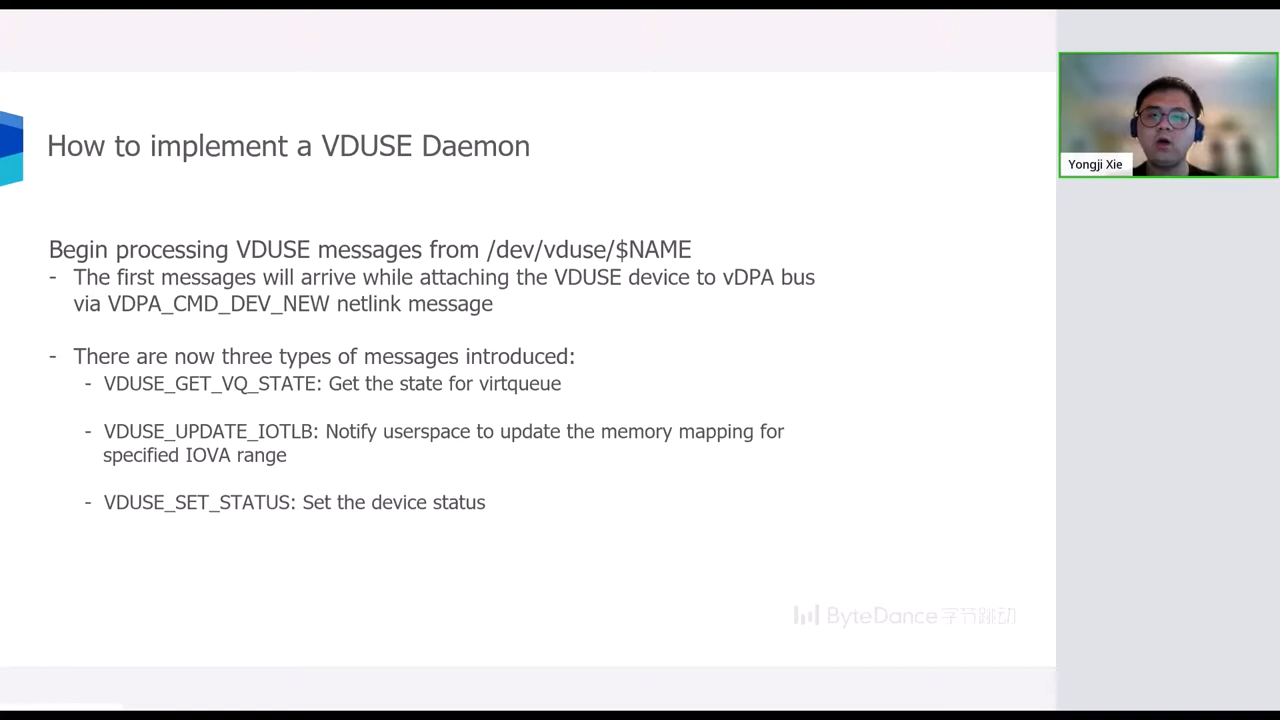 How to implement a VDUSE Daemon
Begin processing VDUSE messages from /dev/vduse/$NAME
- The first messages will arrive while attaching the VDUSE device to vDPA bus
via VDPA_CMD_DEV_NEW netlink message
- There are now three types of messages introduced:
- VDUSE_GET_VQ_STATE: Get the state for virtqueue
- VDUSE_UPDATE_IOTLB: Notify userspace to update the memory mapping for
specified IOVA range
- VDUSE_SET_STATUS: Set the device status
ByteDance字节跳动
Yongji Xie